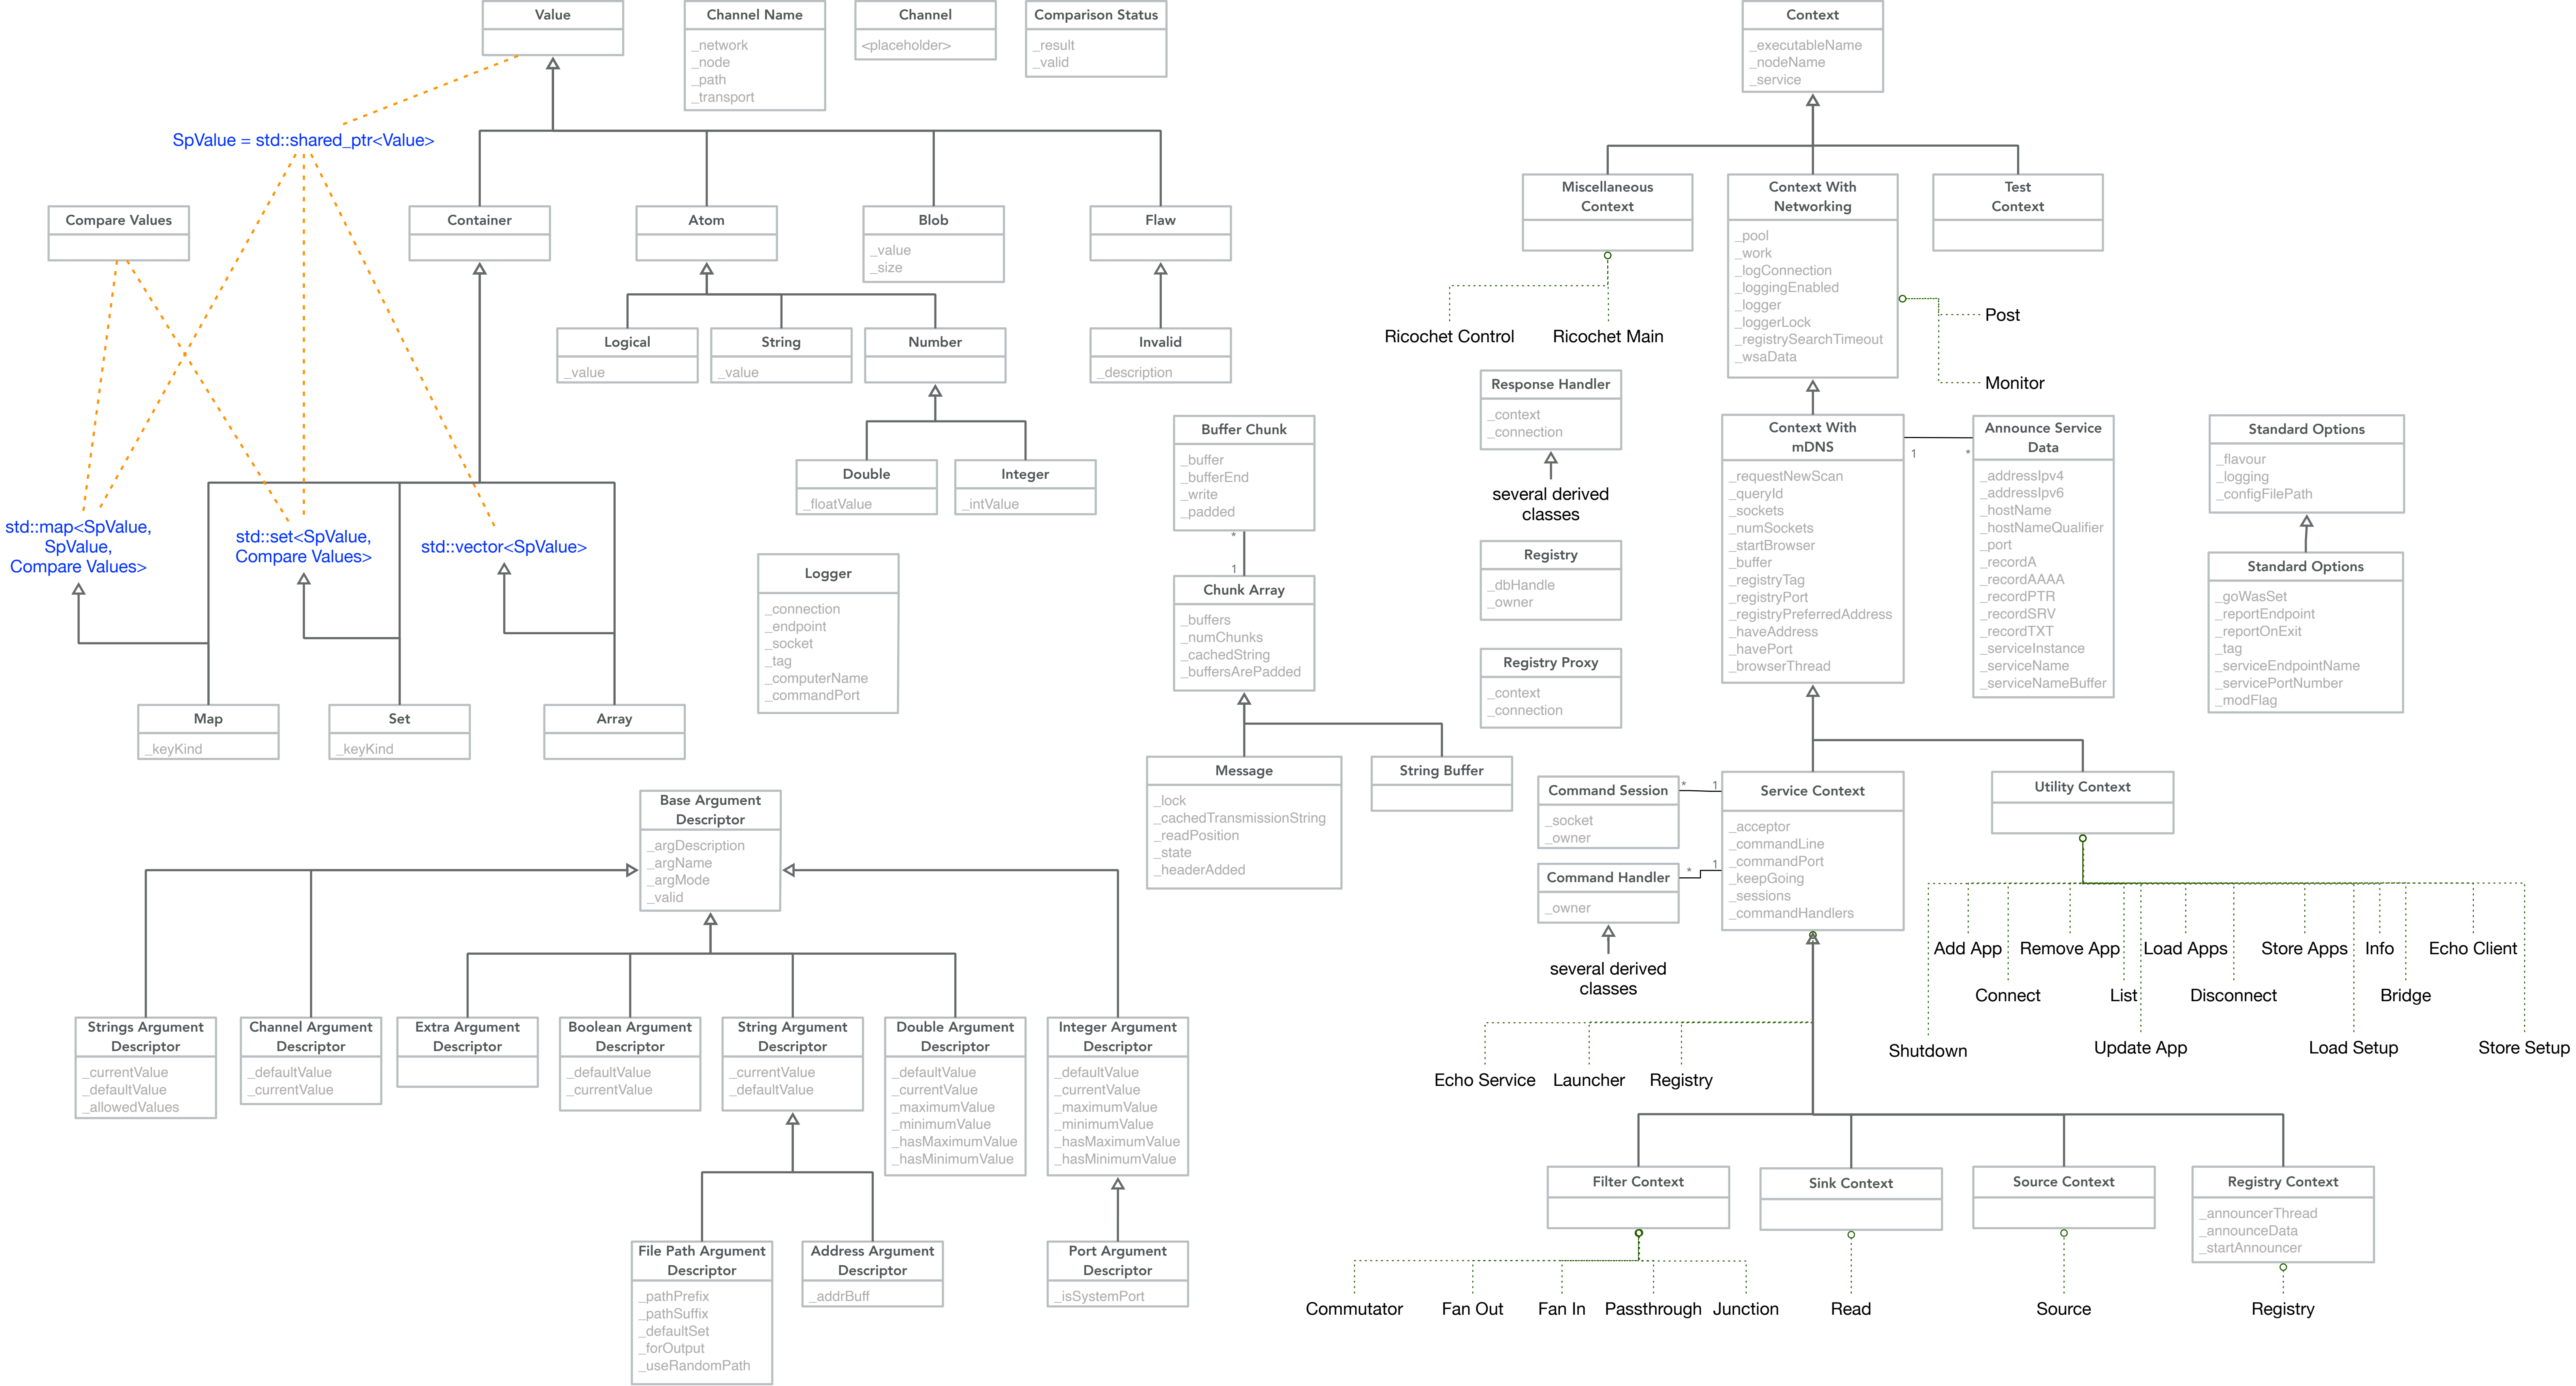 Value
Channel Name
_network
_node
_path
_transport
Channel
<placeholder>
Comparison Status
_result
_valid
SpValue = std::shared_ptr<Value>
Compare Values
Container
Atom
Blob
_value
_size
Flaw
Logical
_value
String
_value
Number
Invalid
_description
Double
_floatValue
Integer
_intValue
std::map<SpValue,
SpValue,
Compare Values>
std::set<SpValue,
Compare Values>
std::vector<SpValue>
Map
_keyKind
Set
_keyKind
Array
Logger
_connection
_endpoint
_socket
_tag
_computerName
_commandPort
Buffer Chunk
_buffer
_bufferEnd
_write
_padded
*
1
Chunk Array
_buffers
_numChunks
_cachedString
_buffersArePadded
Message
_lock
_cachedTransmissionString
_readPosition
_state
_headerAdded
String Buffer
Base Argument
Descriptor
_argDescription
_argName
_argMode
_valid
Strings Argument
Descriptor
_currentValue
_defaultValue
_allowedValues
Channel Argument
Descriptor
_defaultValue
_currentValue
Extra Argument
Descriptor
Boolean Argument
Descriptor
_defaultValue
_currentValue
String Argument
Descriptor
_currentValue
_defaultValue
Double Argument
Descriptor
_defaultValue
_currentValue
_maximumValue
_minimumValue
_hasMaximumValue
_hasMinimumValue
Integer Argument
Descriptor
_defaultValue
_currentValue
_maximumValue
_minimumValue
_hasMaximumValue
_hasMinimumValue
File Path Argument
Descriptor
_pathPrefix
_pathSuffix
_defaultSet
_forOutput
_useRandomPath
Address Argument
Descriptor
_addrBuff
Port Argument
Descriptor
_isSystemPort
Context
_executableName
_nodeName
_service
Miscellaneous
Context
Context With
Networking
_pool
_work
_logConnection
_loggingEnabled
_logger
_loggerLock
_registrySearchTimeout
_wsaData
Test
Context
Ricochet Control
Ricochet Main
Post
Monitor
Response Handler
_context
_connection
several derived
classes
Registry
_dbHandle
_owner
Registry Proxy
_context
_connection
Context With
mDNS
_requestNewScan
_queryId
_sockets
_numSockets
_startBrowser
_buffer
_registryTag
_registryPort
_registryPreferredAddress
_haveAddress
_havePort
_browserThread
1
*
Announce Service
Data
_addressIpv4
_addressIpv6
_hostName
_hostNameQualifier
_port
_recordA
_recordAAAA
_recordPTR
_recordSRV
_recordTXT
_serviceInstance
_serviceName
_serviceNameBuffer
Standard Options
_flavour
_logging
_configFilePath
Standard Options
_goWasSet
_reportEndpoint
_reportOnExit
_tag
_serviceEndpointName
_servicePortNumber
_modFlag
Command Session
_socket
_owner
*
1
Command Handler
_owner
*
1
several derived
classes
Service Context
_acceptor
_commandLine
_commandPort
_keepGoing
_sessions
_commandHandlers
Utility Context
Add App
Remove App
Load Apps
Store Apps
Info
Echo Client
Connect
List
Disconnect
Bridge
Shutdown
Update App
Load Setup
Store Setup
Echo Service
Launcher
Registry
Filter Context
Sink Context
Source Context
Registry Context
_announcerThread
_announceData
_startAnnouncer
Commutator
Fan Out
Fan In
Passthrough
Junction
Read
Source
Registry